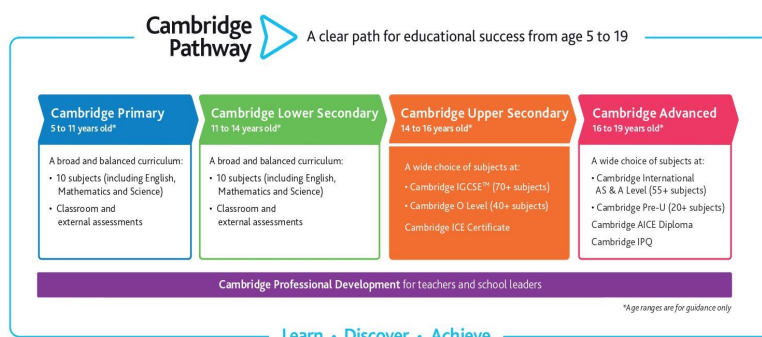 Cambridge
Pathway
A clear path for educational success from age 5 to 19
Cambridge Primary
5 to 11 years old*
A broad and balanced curriculum:
• 10 subjects (including English,
Mathematics and Science)
• Classroom and
external assessments
Cambridge Lower Secondary
11 to 14 years old*
A broad and balanced curriculum:
• 10 subjects (including English,
Mathematics and Science)
• Classroom and
external assessments
Cambridge Upper Secondary
14 to 16 years old*
A wide choice of subjects at:
• Cambridge IGCSE™ (70+ subjects)
• Cambridge O Level (40+ subjects)
Cambridge ICE Certificate
Cambridge Advanced
16 to 19 years old*
A wide choice of subjects at:
• Cambridge International
AS & A Level (55+ subjects)
• Cambridge Pre-U (20+ subjects)
Cambridge AICE Diploma
Cambridge IPQ
Cambridge Professional Development for teachers and school leaders
*Age ranges are for guidance only
Learn • Discover • Achieve